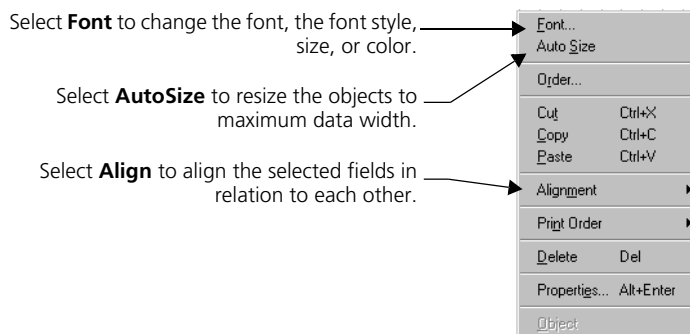 Select Font to change the font, the font style,
size, or color.
Select AutoSize to resize the objects to
maximum data width.
Select Align to align the selected fields in
relation to each other.
Font...
Auto Size
Order...
Cut Ctrl+X
Copy Ctrl+C
Paste Ctrl+V
Alignment
Print Order
Delete Del
Properties... Alt+Enter
Object